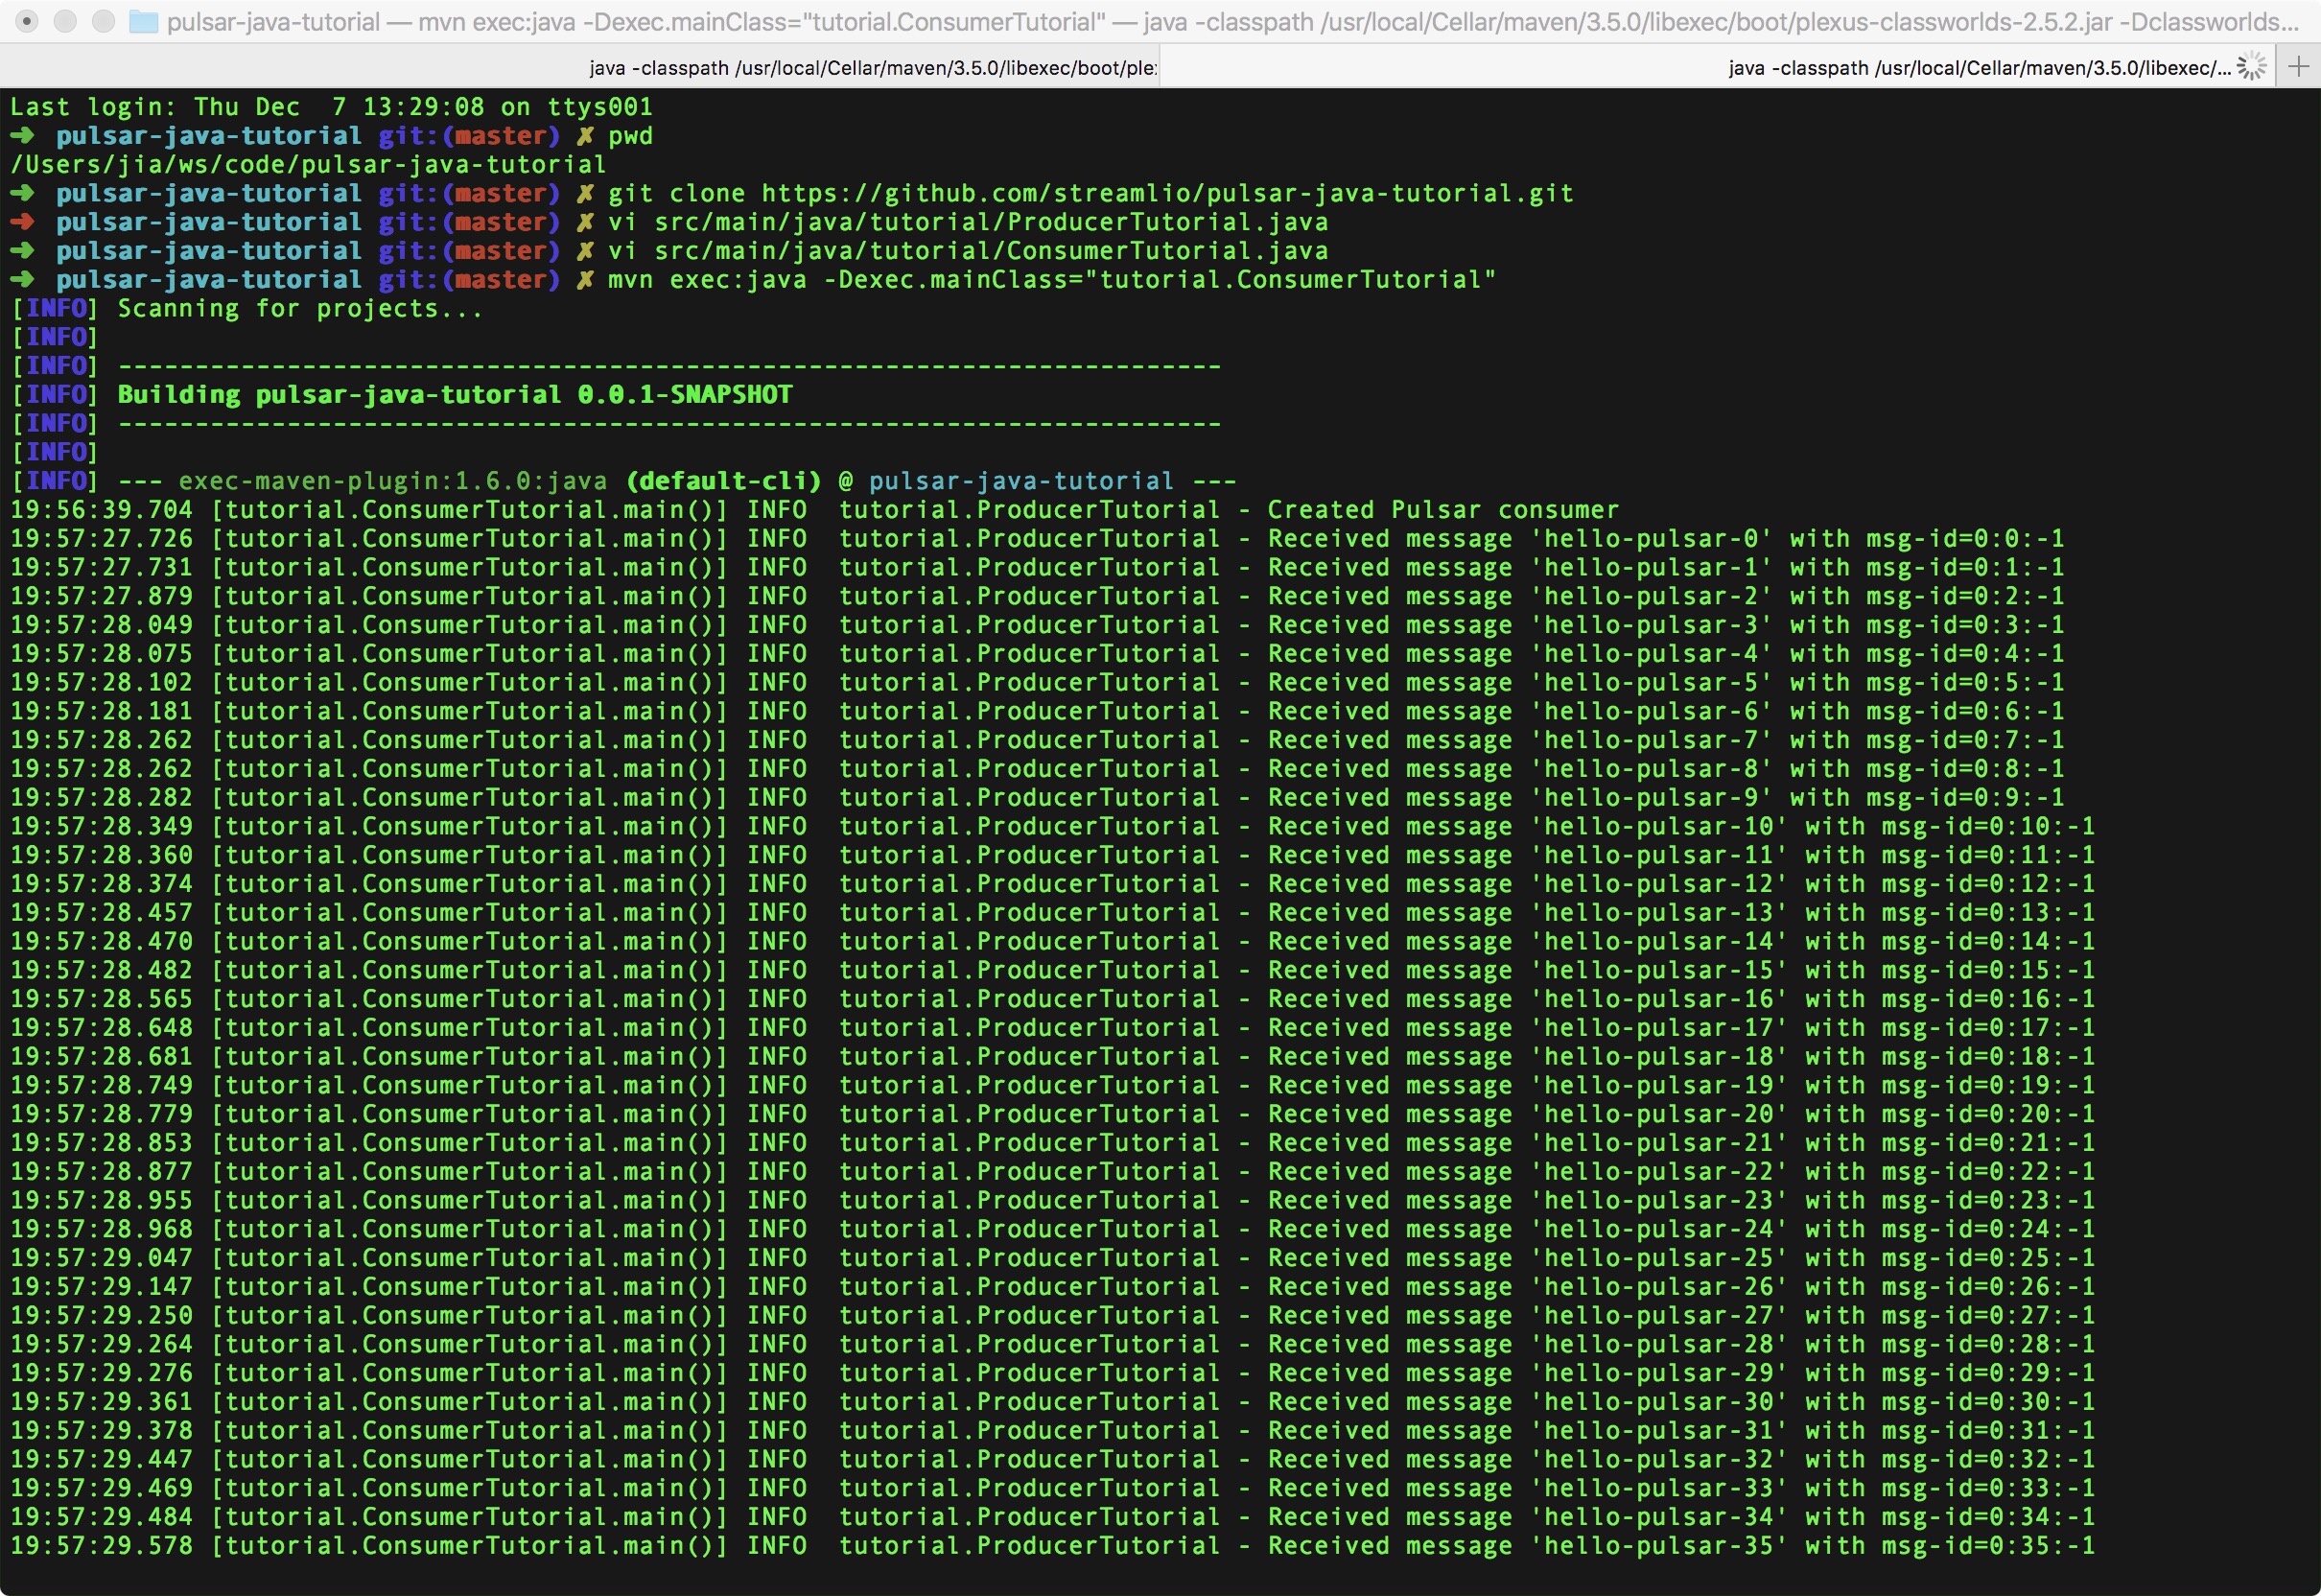 pulsar-java-tutorial — mvn exec:java -Dexec.mainClass="tutorial.ConsumerTutorial" — java -classpath /usr/local/Cellar/maven/3.5.0/libexec/boot/plexus-classworlds-2.5.2.jar -Dclassworlds...
java -classpath /usr/local/Cellar/maven/3.5.0/libexec/boot/plex
java -classpath /usr/local/Cellar/maven/3.5.0/libexec/...
Last login: Thu Dec  7 13:29:08 on ttys001
➜  pulsar-java-tutorial git:(master) ✗ pwd
/Users/jia/ws/code/pulsar-java-tutorial
➜  pulsar-java-tutorial git:(master) ✗ git clone https://github.com/streamlio/pulsar-java-tutorial.git
➜  pulsar-java-tutorial git:(master) ✗ vi src/main/java/tutorial/ProducerTutorial.java
➜  pulsar-java-tutorial git:(master) ✗ vi src/main/java/tutorial/ConsumerTutorial.java
➜  pulsar-java-tutorial git:(master) ✗ mvn exec:java -Dexec.mainClass="tutorial.ConsumerTutorial"
[INFO] Scanning for projects...
[INFO]
[INFO] ------------------------------------------------------------------------
[INFO] Building pulsar-java-tutorial 0.0.1-SNAPSHOT
[INFO] ------------------------------------------------------------------------
[INFO]
[INFO] --- exec-maven-plugin:1.6.0:java (default-cli) @ pulsar-java-tutorial ---
19:56:39.704 [tutorial.ConsumerTutorial.main()] INFO  tutorial.ProducerTutorial - Created Pulsar consumer
19:57:27.726 [tutorial.ConsumerTutorial.main()] INFO  tutorial.ProducerTutorial - Received message 'hello-pulsar-0' with msg-id=0:0:-1
19:57:27.731 [tutorial.ConsumerTutorial.main()] INFO  tutorial.ProducerTutorial - Received message 'hello-pulsar-1' with msg-id=0:1:-1
19:57:27.879 [tutorial.ConsumerTutorial.main()] INFO  tutorial.ProducerTutorial - Received message 'hello-pulsar-2' with msg-id=0:2:-1
19:57:28.049 [tutorial.ConsumerTutorial.main()] INFO  tutorial.ProducerTutorial - Received message 'hello-pulsar-3' with msg-id=0:3:-1
19:57:28.075 [tutorial.ConsumerTutorial.main()] INFO  tutorial.ProducerTutorial - Received message 'hello-pulsar-4' with msg-id=0:4:-1
19:57:28.102 [tutorial.ConsumerTutorial.main()] INFO  tutorial.ProducerTutorial - Received message 'hello-pulsar-5' with msg-id=0:5:-1
19:57:28.181 [tutorial.ConsumerTutorial.main()] INFO  tutorial.ProducerTutorial - Received message 'hello-pulsar-6' with msg-id=0:6:-1
19:57:28.262 [tutorial.ConsumerTutorial.main()] INFO  tutorial.ProducerTutorial - Received message 'hello-pulsar-7' with msg-id=0:7:-1
19:57:28.262 [tutorial.ConsumerTutorial.main()] INFO  tutorial.ProducerTutorial - Received message 'hello-pulsar-8' with msg-id=0:8:-1
19:57:28.282 [tutorial.ConsumerTutorial.main()] INFO  tutorial.ProducerTutorial - Received message 'hello-pulsar-9' with msg-id=0:9:-1
19:57:28.349 [tutorial.ConsumerTutorial.main()] INFO  tutorial.ProducerTutorial - Received message 'hello-pulsar-10' with msg-id=0:10:-1
19:57:28.360 [tutorial.ConsumerTutorial.main()] INFO  tutorial.ProducerTutorial - Received message 'hello-pulsar-11' with msg-id=0:11:-1
19:57:28.374 [tutorial.ConsumerTutorial.main()] INFO  tutorial.ProducerTutorial - Received message 'hello-pulsar-12' with msg-id=0:12:-1
19:57:28.457 [tutorial.ConsumerTutorial.main()] INFO  tutorial.ProducerTutorial - Received message 'hello-pulsar-13' with msg-id=0:13:-1
19:57:28.470 [tutorial.ConsumerTutorial.main()] INFO  tutorial.ProducerTutorial - Received message 'hello-pulsar-14' with msg-id=0:14:-1
19:57:28.482 [tutorial.ConsumerTutorial.main()] INFO  tutorial.ProducerTutorial - Received message 'hello-pulsar-15' with msg-id=0:15:-1
19:57:28.565 [tutorial.ConsumerTutorial.main()] INFO  tutorial.ProducerTutorial - Received message 'hello-pulsar-16' with msg-id=0:16:-1
19:57:28.648 [tutorial.ConsumerTutorial.main()] INFO  tutorial.ProducerTutorial - Received message 'hello-pulsar-17' with msg-id=0:17:-1
19:57:28.681 [tutorial.ConsumerTutorial.main()] INFO  tutorial.ProducerTutorial - Received message 'hello-pulsar-18' with msg-id=0:18:-1
19:57:28.749 [tutorial.ConsumerTutorial.main()] INFO  tutorial.ProducerTutorial - Received message 'hello-pulsar-19' with msg-id=0:19:-1
19:57:28.779 [tutorial.ConsumerTutorial.main()] INFO  tutorial.ProducerTutorial - Received message 'hello-pulsar-20' with msg-id=0:20:-1
19:57:28.853 [tutorial.ConsumerTutorial.main()] INFO  tutorial.ProducerTutorial - Received message 'hello-pulsar-21' with msg-id=0:21:-1
19:57:28.877 [tutorial.ConsumerTutorial.main()] INFO  tutorial.ProducerTutorial - Received message 'hello-pulsar-22' with msg-id=0:22:-1
19:57:28.955 [tutorial.ConsumerTutorial.main()] INFO  tutorial.ProducerTutorial - Received message 'hello-pulsar-23' with msg-id=0:23:-1
19:57:28.968 [tutorial.ConsumerTutorial.main()] INFO  tutorial.ProducerTutorial - Received message 'hello-pulsar-24' with msg-id=0:24:-1
19:57:29.047 [tutorial.ConsumerTutorial.main()] INFO  tutorial.ProducerTutorial - Received message 'hello-pulsar-25' with msg-id=0:25:-1
19:57:29.147 [tutorial.ConsumerTutorial.main()] INFO  tutorial.ProducerTutorial - Received message 'hello-pulsar-26' with msg-id=0:26:-1
19:57:29.250 [tutorial.ConsumerTutorial.main()] INFO  tutorial.ProducerTutorial - Received message 'hello-pulsar-27' with msg-id=0:27:-1
19:57:29.264 [tutorial.ConsumerTutorial.main()] INFO  tutorial.ProducerTutorial - Received message 'hello-pulsar-28' with msg-id=0:28:-1
19:57:29.276 [tutorial.ConsumerTutorial.main()] INFO  tutorial.ProducerTutorial - Received message 'hello-pulsar-29' with msg-id=0:29:-1
19:57:29.361 [tutorial.ConsumerTutorial.main()] INFO  tutorial.ProducerTutorial - Received message 'hello-pulsar-30' with msg-id=0:30:-1
19:57:29.378 [tutorial.ConsumerTutorial.main()] INFO  tutorial.ProducerTutorial - Received message 'hello-pulsar-31' with msg-id=0:31:-1
19:57:29.447 [tutorial.ConsumerTutorial.main()] INFO  tutorial.ProducerTutorial - Received message 'hello-pulsar-32' with msg-id=0:32:-1
19:57:29.469 [tutorial.ConsumerTutorial.main()] INFO  tutorial.ProducerTutorial - Received message 'hello-pulsar-33' with msg-id=0:33:-1
19:57:29.484 [tutorial.ConsumerTutorial.main()] INFO  tutorial.ProducerTutorial - Received message 'hello-pulsar-34' with msg-id=0:34:-1
19:57:29.578 [tutorial.ConsumerTutorial.main()] INFO  tutorial.ProducerTutorial - Received message 'hello-pulsar-35' with msg-id=0:35:-1